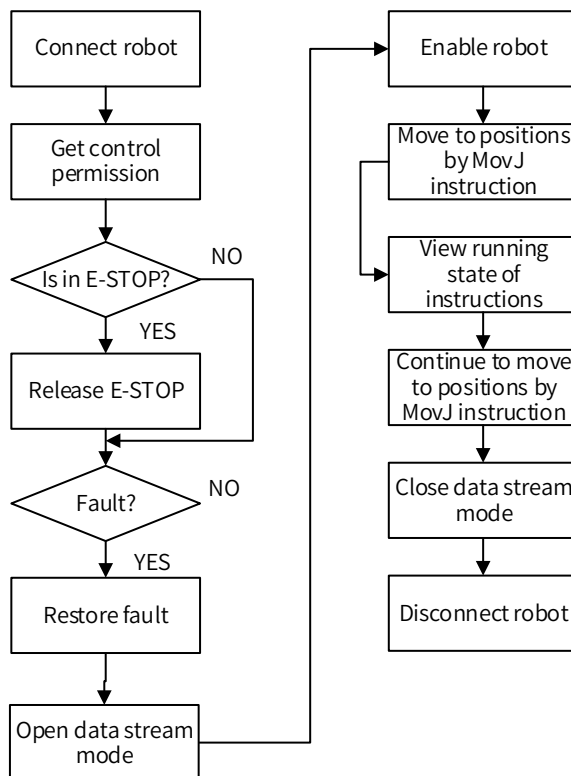 Connect robot
Get control
permission
Is in E-STOP?
NO
YES
Release E-STOP
Fault?
NO
YES
Restore fault
Open data stream
mode
Enable robot
Move to positions
by MovJ
instruction
View running
state of
instructions
Continue to move
to positions by
MovJ instruction
Close data stream
mode
Disconnect robot